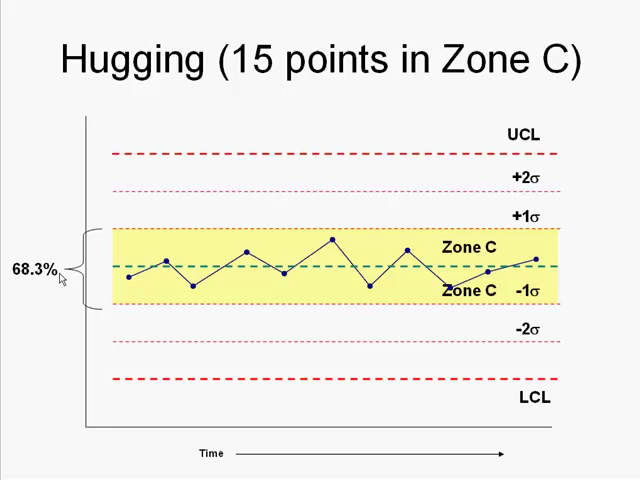 Hugging (15 points in Zone C)
UCL
+2σ
+1σ
Zone C
68.3%
Zone C -1σ
-2σ
LCL
Time